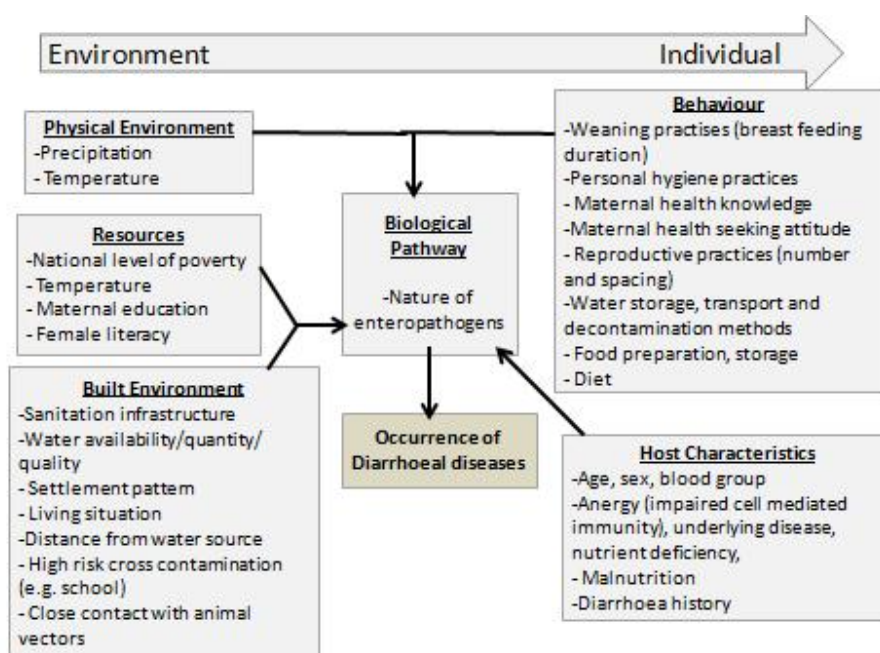 Environment
Individual
Physical Environment
-Precipitation
- Temperature
Resources
-National level of poverty
- Temperature
- Maternal education
- Female literacy
Built Environment
-Sanitation infrastructure
-Water availability/quantity/
quality
- Settlement pattern
- Living situation
-Distance from water source
- High risk cross contamination
(e.g. school)
- Close contact with animal
vectors
Biological
Pathway
-Nature of
enteropathogens
Occurrence of
Diarrhoeal diseases
Behaviour
-Weaning practises (breast feeding
duration)
-Personal hygiene practices
- Maternal health knowledge
-Maternal health seeking attitude
- Reproductive practices (number
and spacing)
-Water storage, transport and
decontamination methods
- Food preparation, storage
- Diet
Host Characteristics
-Age, sex, blood group
-Anergy (impaired cell mediated
immunity), underlying disease,
nutrient deficiency,
- Malnutrition
-Diarrhoea history